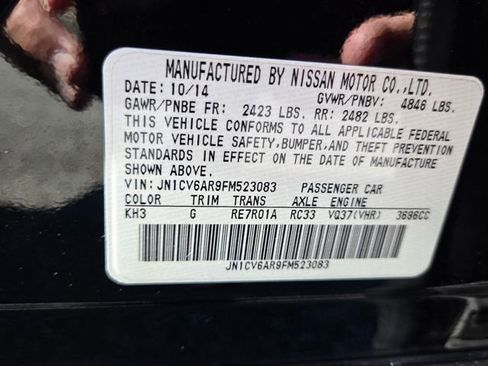 MANUFACTURED BY NISSAN MOTOR CO.,LTD.
DATE: 10/14 GVWR/PNBV: 4846 LBS.
GAWR/PNBE FR: 2423 LBS. RR: 2482 LBS.
THIS VEHICLE CONFORMS TO ALL APPLICABLE FEDERAL
MOTOR VEHICLE SAFETY,BUMPER,AND THEFT PREVENTION
STANDARDS IN EFFECT ON THE DATE OF MANUFACTURE
SHOWN ABOVE.
VIN: JN1CV6AR9FM523083 PASSENGER CAR
COLOR TRIM TRANS AXLE ENGINE
KH3 G RE7R01A RC33 VQ37(VHR) 3696CC
JN1CV6AR9FM523083